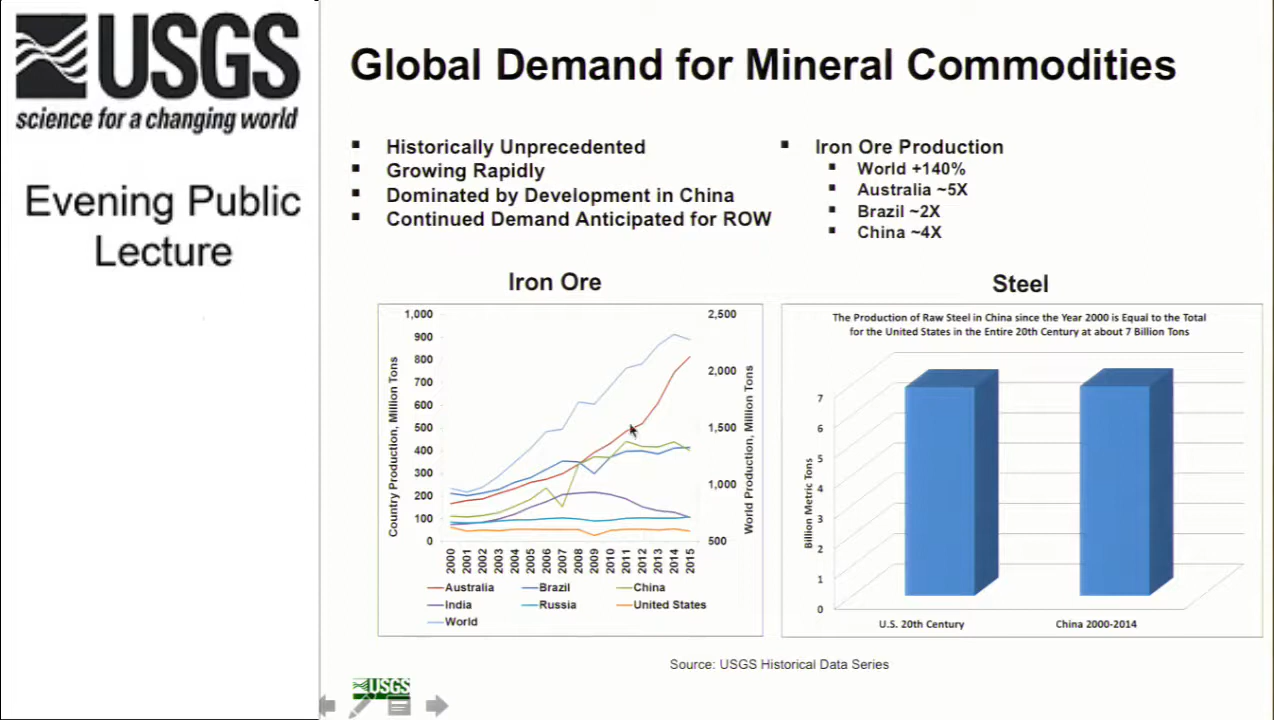 USGS
science for a changing world
Evening Public
Lecture
Global Demand for Mineral Commodities
▪ Historically Unprecedented
▪ Growing Rapidly
▪ Dominated by Development in China
▪ Continued Demand Anticipated for ROW
▪ Iron Ore Production
▪ World +140%
▪ Australia ~5X
▪ Brazil ~2X
▪ China ~4X
Iron Ore
Country Production, Million Tons
1,000
900
800
700
600
500
400
300
200
100
0
2,500
2,000
1,500
1,000
500
World Production, Million Tons
2000 2001 2002 2003 2004 2005 2006 2007 2008 2009 2010 2011 2012 2013 2014 2015
Australia Brazil China
India Russia United States
World
Steel
The Production of Raw Steel in China since the Year 2000 is Equal to the Total
for the United States in the Entire 20th Century at about 7 Billion Tons
Billion Metric Tons
7
6
5
4
3
2
1
0
U.S. 20th Century China 2000-2014
Source: USGS Historical Data Series
USGS